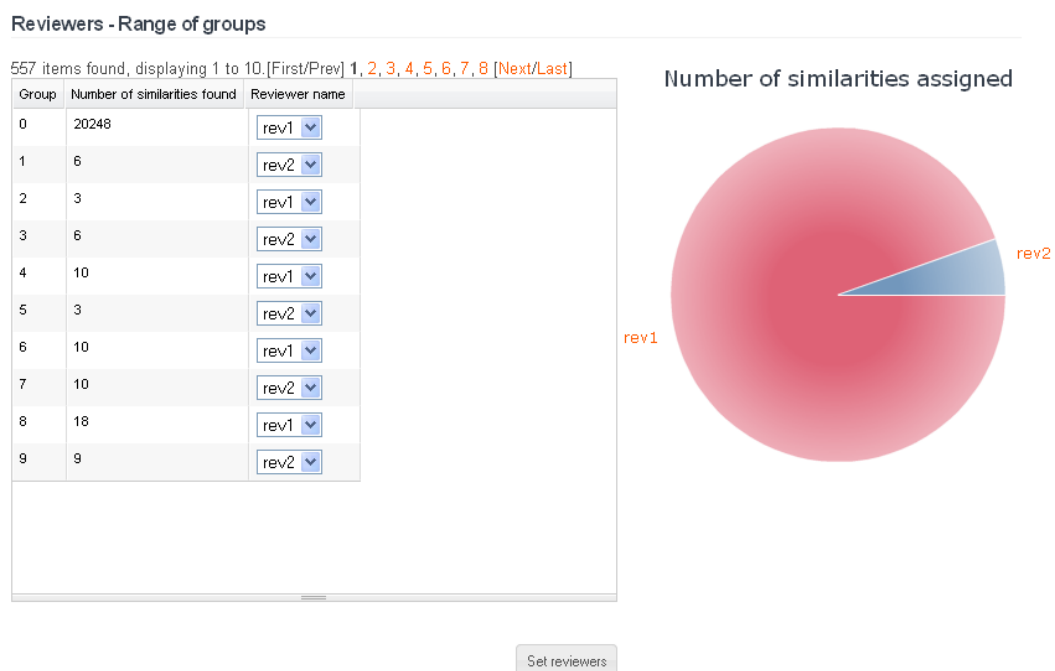 Reviewers - Range of groups
557 items found, displaying 1 to 10.[First/Prev] 1, 2, 3, 4, 5, 6, 7, 8 [Next/Last]
Group Number of similarities found Reviewer name
0 20248 rev1
1 6 rev2
2 3 rev1
3 6 rev2
4 10 rev1
5 3 rev2
6 10 rev1
7 10 rev2
8 18 rev1
9 9 rev2
Set reviewers
Number of similarities assigned
rev2
rev1